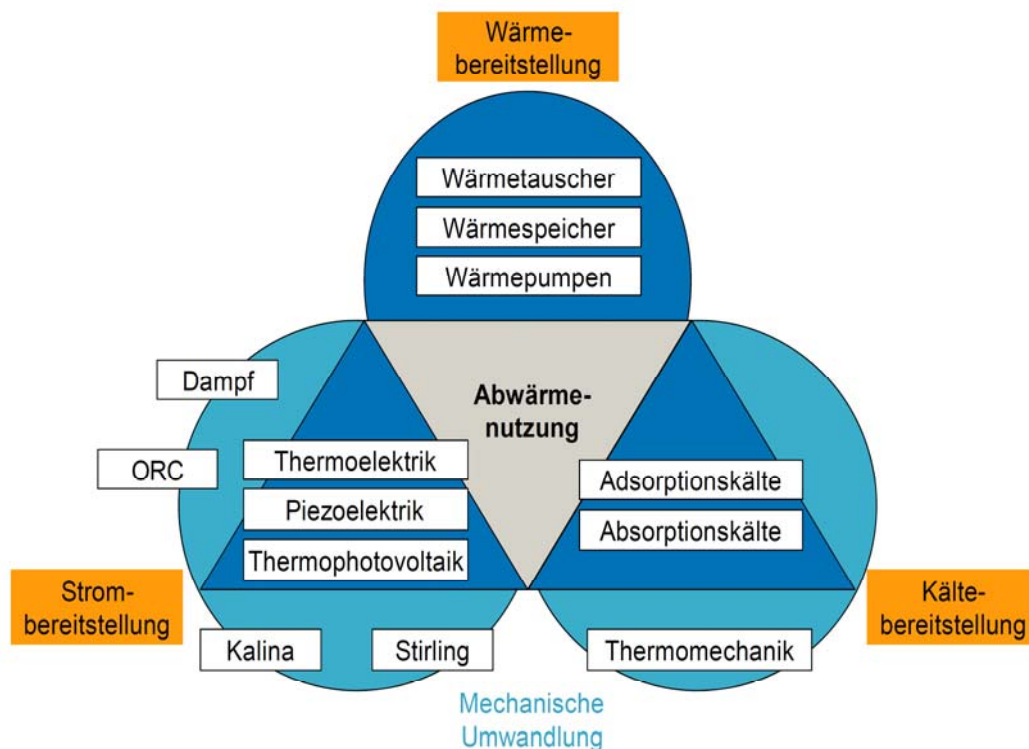 Wärme-
bereitstellung
Wärmetauscher
Wärmespeicher
Wärmepumpen
Abwärme-
nutzung
Dampf
ORC
Thermoelektrik
Piezoelektrik
Thermophotovoltaik
Adsorptionskälte
Absorptionskälte
Strom-
bereitstellung
Kälte-
bereitstellung
Kalina
Stirling
Thermomechanik
Mechanische
Umwandlung